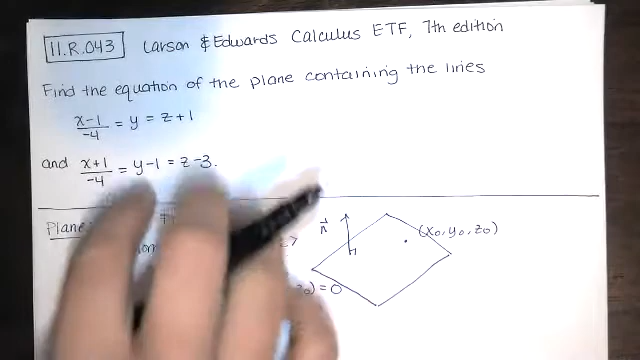 11.R.043 Larson & Edwards Calculus ETF, 7th edition
Find the equation of the plane containing the lines
x-1/-4 = y = z+1
and x+1/-4 = y-1 = z-3.
Plane:
n⃗ (x₀, y₀, z₀)
) = 0